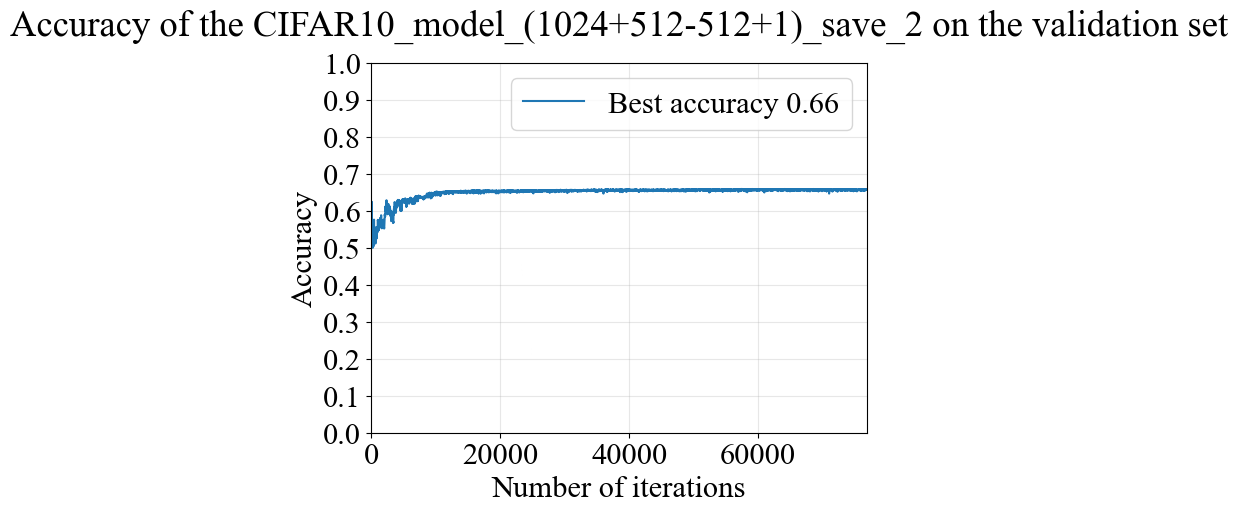 Accuracy of the CIFAR10_model_(1024+512-512+1)_save_2 on the validation set
1.0
0.9
0.8
0.7
0.6
0.5
0.4
0.3
0.2
0.1
0.0
Accuracy
Best accuracy 0.66
0 20000 40000 60000
Number of iterations